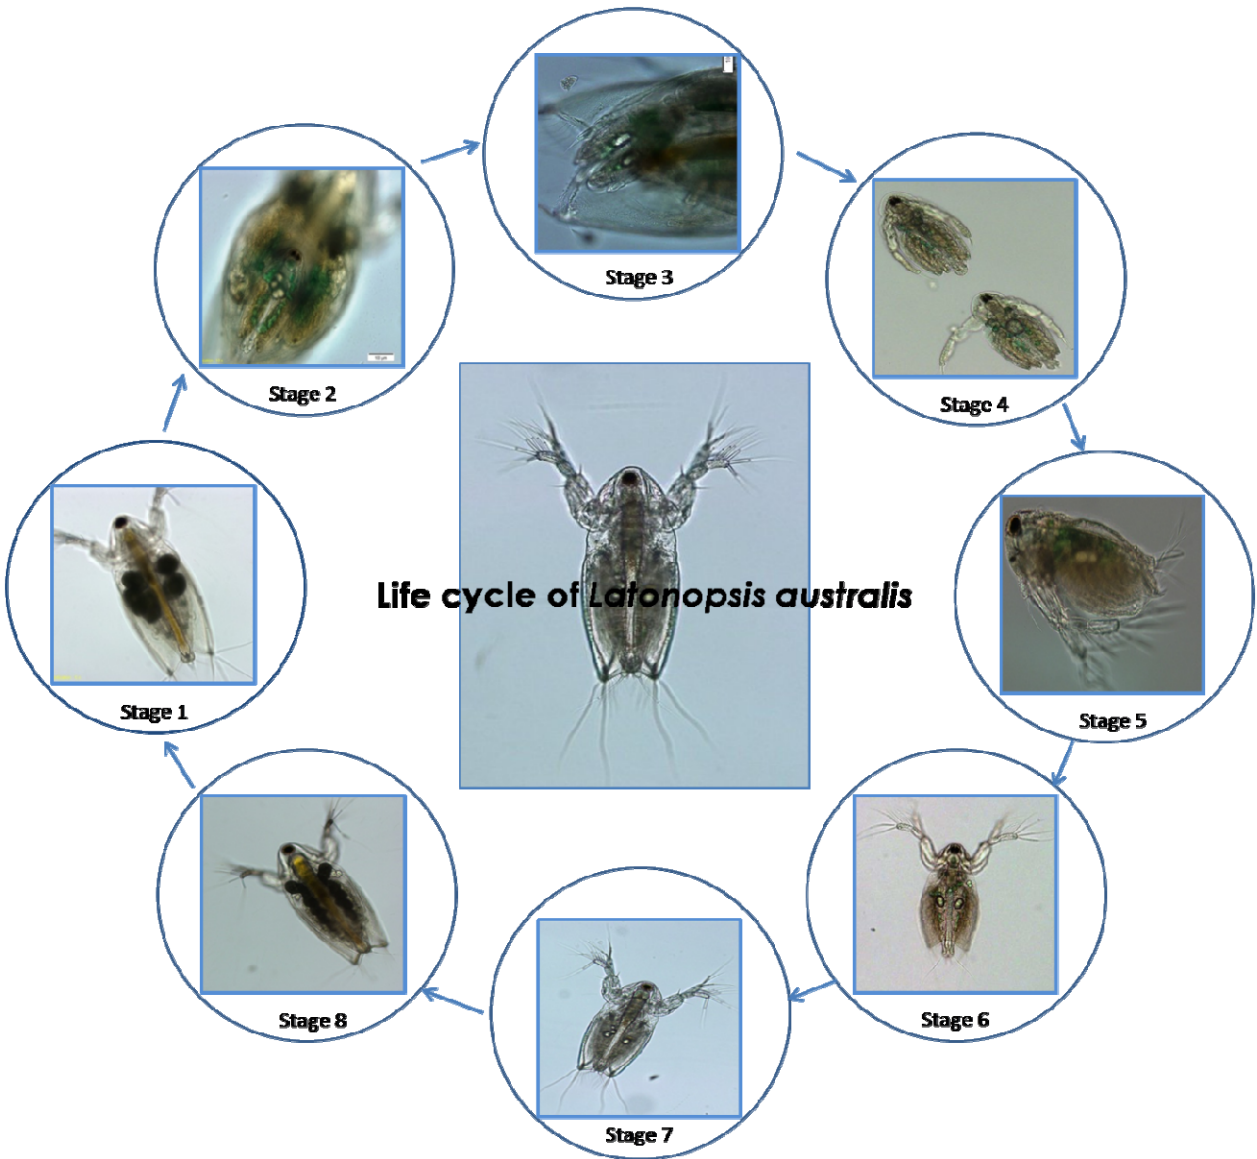 Stage 3
Stage 2
Stage 4
Life cycle of Latonopsis australis
Stage 1
Stage 5
Stage 8
Stage 6
Stage 7